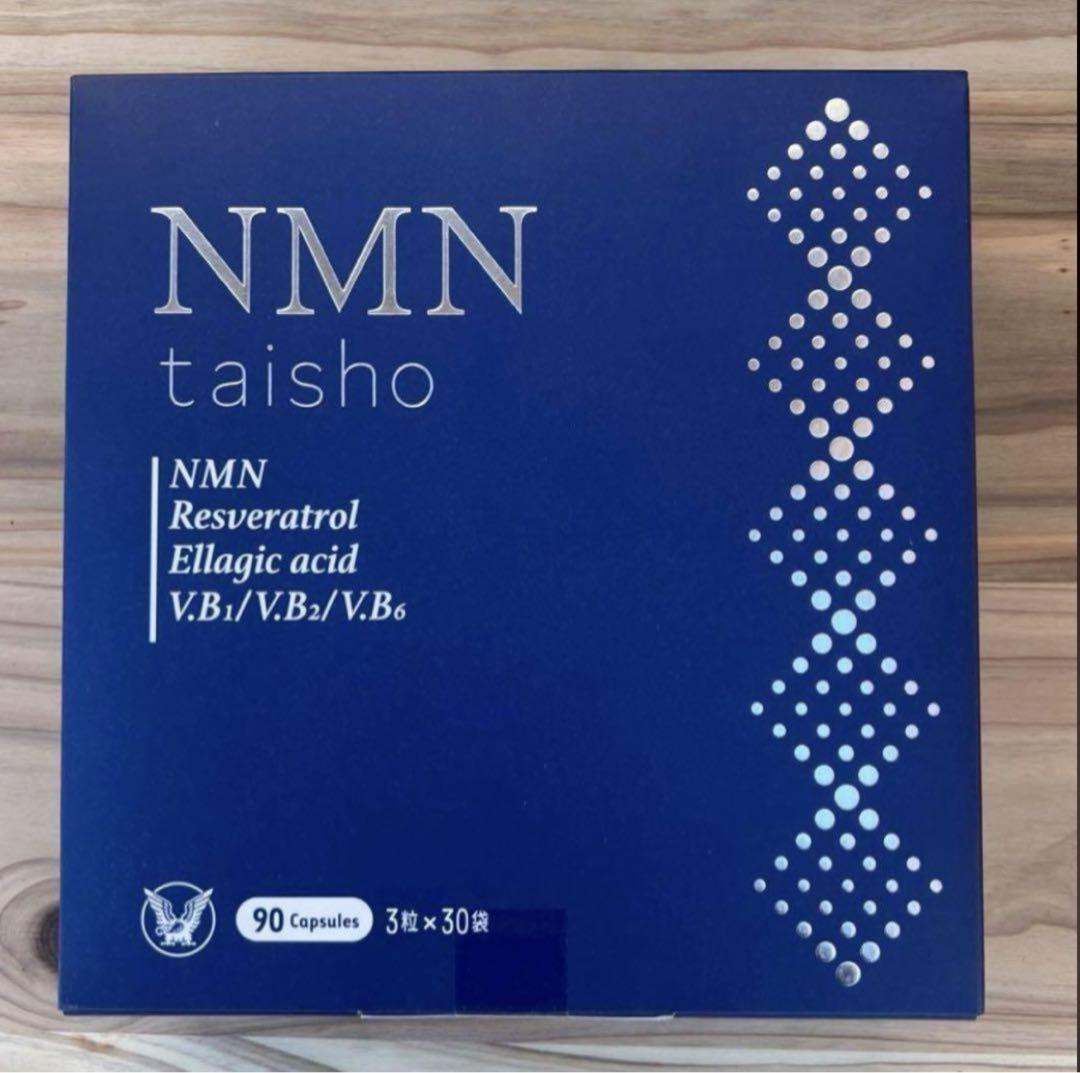 NMN
taisho
NMN
Resveratrol
Ellagic acid
V.B₁/V.B₂/V.B₆
90 Capsules 3粒×30袋